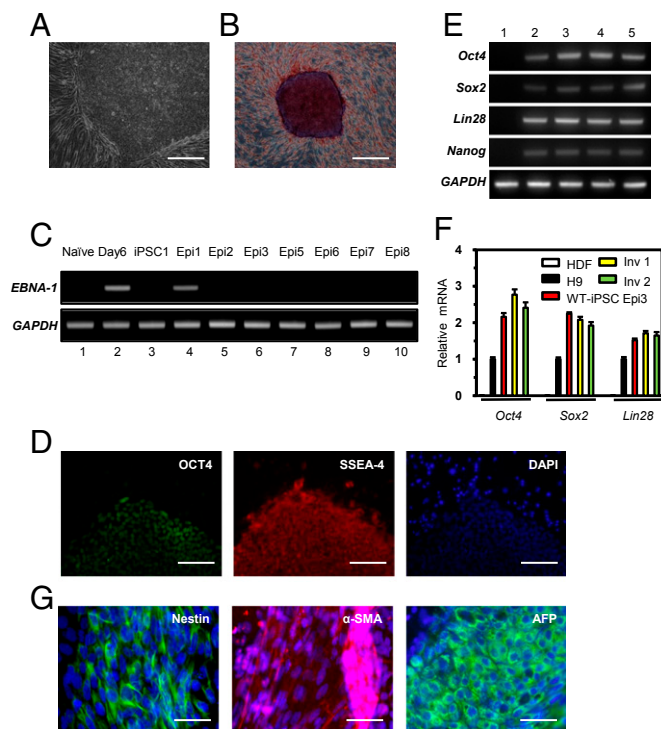 A
B
E
1 2 3 4 5
Oct4
Sox2
Lin28
Nanog
GAPDH
C
Naïve Day6 iPSC1 Epi1 Epi2 Epi3 Epi5 Epi6 Epi7 Epi8
EBNA-1
GAPDH
1 2 3 4 5 6 7 8 9 10
F
Relative mRNA
4
3
2
1
0
HDF
H9
WT-iPSC Epi3
Inv 1
Inv 2
Oct4 Sox2 Lin28
D
OCT4
SSEA-4
DAPI
G
Nestin
α-SMA
AFP